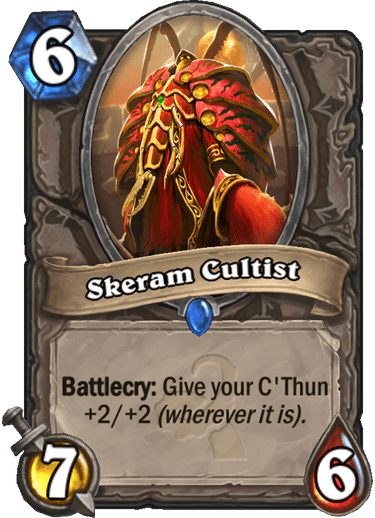 6
Skeram Cultist
Battlecry: Give your C'Thun
+2/+2 (wherever it is).
7
6